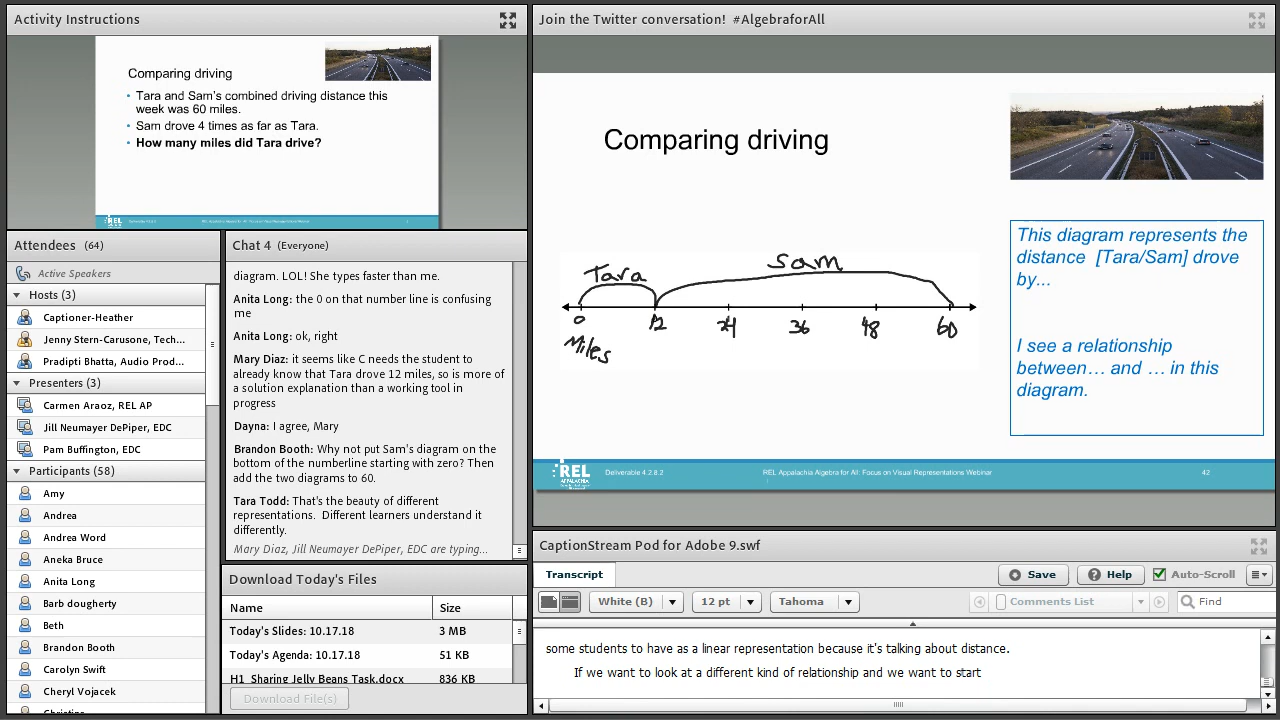 Activity Instructions
Comparing driving
• Tara and Sam's combined driving distance this
week was 60 miles.
• Sam drove 4 times as far as Tara.
• How many miles did Tara drive?
REL
Attendees (64)
Active Speakers
Hosts (3)
Captioner-Heather
Jenny Stern-Carusone, Tech...
Pradipti Bhatta, Audio Prod...
Presenters (3)
Carmen Araoz, REL AP
Jill Neumayer DePiper, EDC
Pam Buffington, EDC
Participants (58)
Amy
Andrea
Andrea Word
Aneka Bruce
Anita Long
Barb dougherty
Beth
Brandon Booth
Carolyn Swift
Cheryl Vojacek
Chat 4 (Everyone)
diagram. LOL! She types faster than me.
Anita Long: the 0 on that number line is confusing
me
Anita Long: ok, right
Mary Diaz: it seems like C needs the student to
already know that Tara drove 12 miles, so is more of
a solution explanation than a working tool in
progress
Dayna: I agree, Mary
Brandon Booth: Why not put Sam's diagram on the
bottom of the numberline starting with zero? Then
add the two diagrams to 60.
Tara Todd: That's the beauty of different
representations. Different learners understand it
differently.
Mary Diaz, Jill Neumayer DePiper, EDC are typing...
Download Today's Files
Name Size
Today's Slides: 10.17.18 3 MB
Today's Agenda: 10.17.18 51 KB
H1_Sharing Jelly Beans Task.docx 836 KB
Download File(s)
Join the Twitter conversation! #AlgebraforAll
Comparing driving
Tara Sam
0 12 24 36 48 60
Miles
This diagram represents the
distance [Tara/Sam] drove
by...
I see a relationship
between... and ... in this
diagram.
REL
APPALACHIA
Deliverable 4.2.8.2 REL Appalachia Algebra for All: Focus on Visual Representations Webinar 42
CaptionStream Pod for Adobe 9.swf
Transcript Save Help Auto-Scroll
White (B) 12 pt Tahoma Comments List Find
some students to have as a linear representation because it's talking about distance.
If we want to look at a different kind of relationship and we want to start